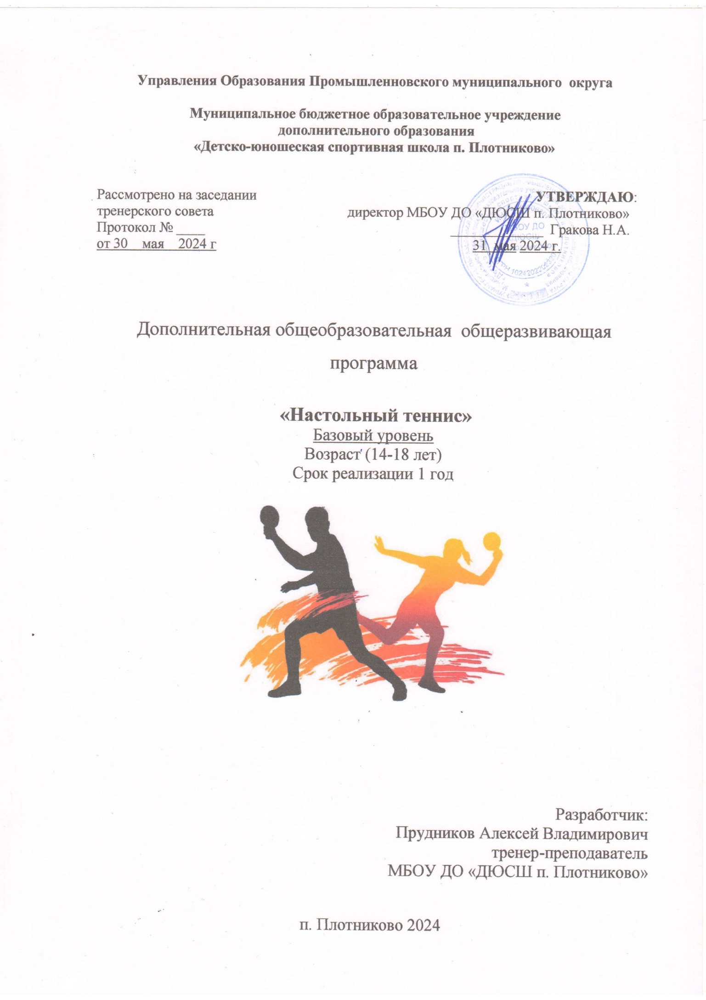 Управления Образования Промышленновского муниципального округа
Муниципальное бюджетное образовательное учреждение
дополнительного образования
«Детско-юношеская спортивная школа п. Плотниково»
Рассмотрено на заседании
тренерского совета
Протокол № ____
от 30 мая 2024 г
УТВЕРЖДАЮ:
директор МБОУ ДО «ДЮСШ п. Плотниково»
_____________ Гракова Н.А.
31 мая 2024 г.
МБОУ ДО
«ДЮСШ
Дополнительная общеобразовательная общеразвивающая
программа
«Настольный теннис»
Базовый уровень
Возраст (14-18 лет)
Срок реализации 1 год
Разработчик:
Прудников Алексей Владимирович
тренер-преподаватель
МБОУ ДО «ДЮСШ п. Плотниково»
п. Плотниково 2024